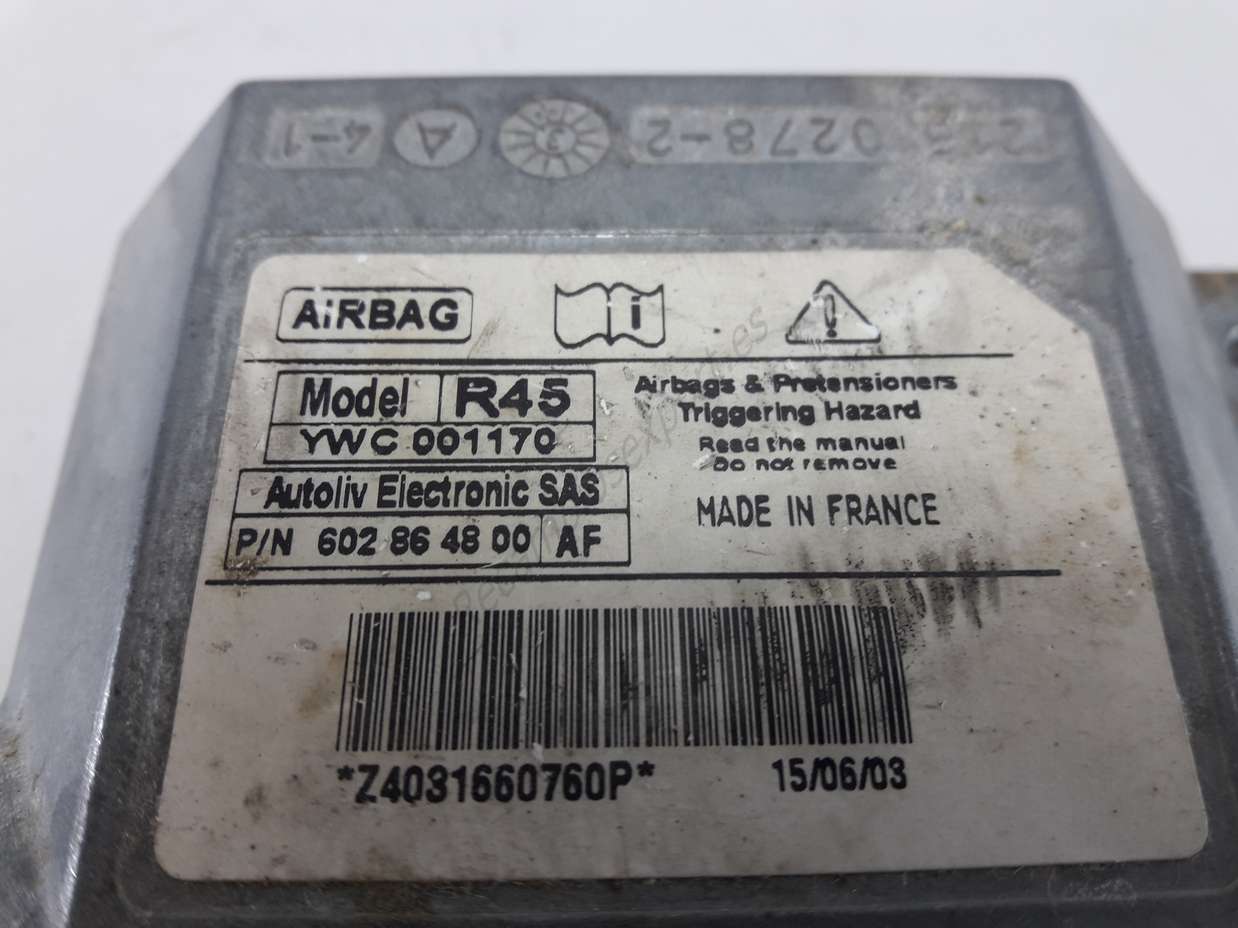 4-1 A 3 0278-2
AiRBAG i !
Model R45
YWC 001170
Autoliv Electronic SAS
P/N 602 86 48 00 AF
Airbags & Pretensioners
Triggering Hazard
Read the manual
Do not remove
MADE IN FRANCE
*Z4031660760P* 15/06/03